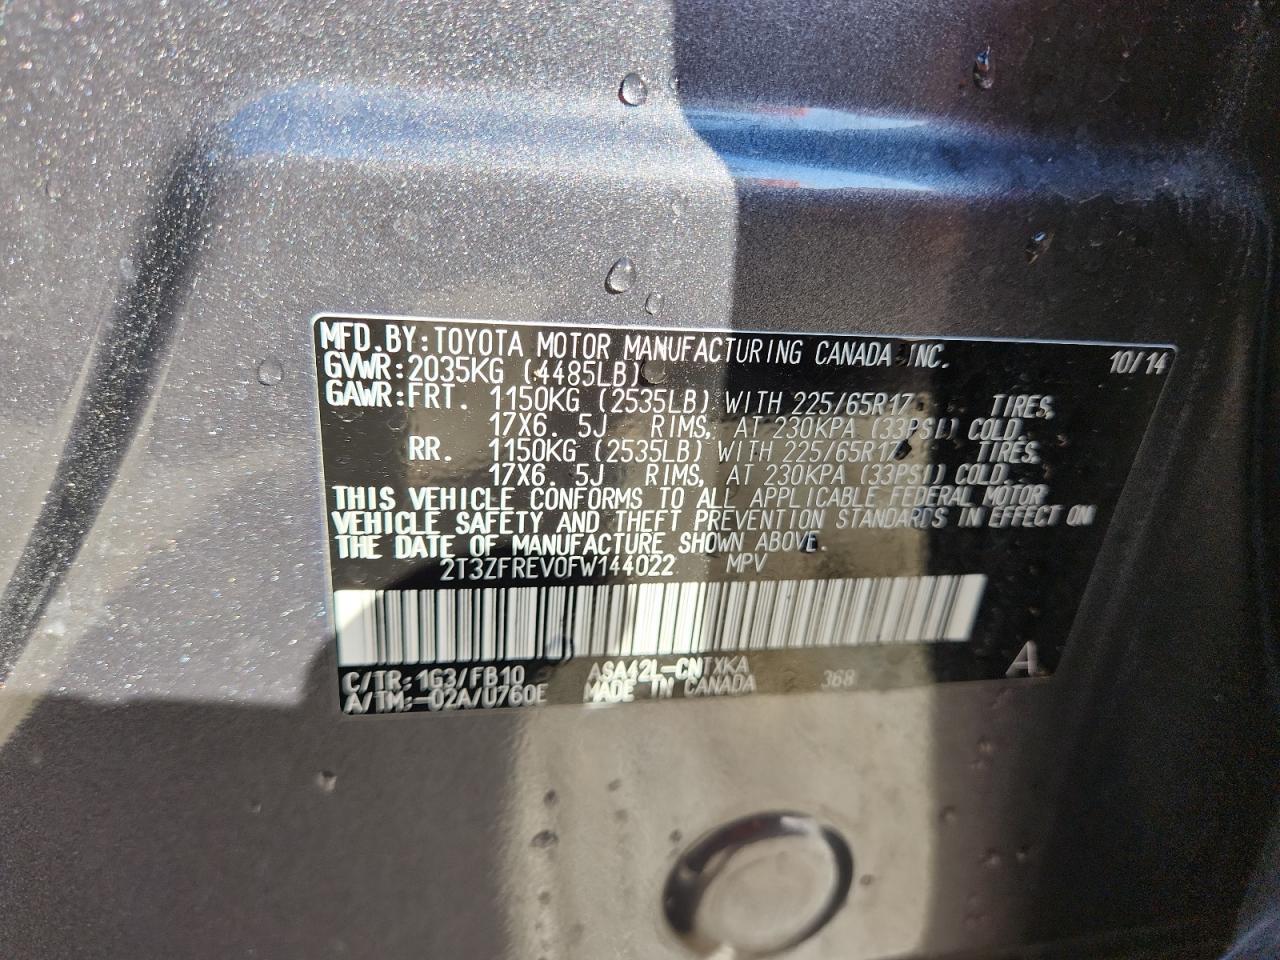 MFD.BY:TOYOTA MOTOR MANUFACTURING CANADA INC. 10/14
GVWR:2035KG (4485LB)
GAWR:FRT. 1150KG (2535LB) WITH 225/65R17 TIRES,
17X6. 5J RIMS, AT 230KPA (33PSI) COLD.
RR. 1150KG (2535LB) WITH 225/65R17 TIRES,
17X6. 5J RIMS, AT 230KPA (33PSI) COLD.
THIS VEHICLE CONFORMS TO ALL APPLICABLE FEDERAL MOTOR
VEHICLE SAFETY AND THEFT PREVENTION STANDARDS IN EFFECT ON
THE DATE OF MANUFACTURE SHOWN ABOVE.
2T3ZFREV0FW144022 MPV
C/TR:1G3/FB10 ASA42L-CNTXKA 368 A
A/TM:-02A/0760E MADE IN CANADA